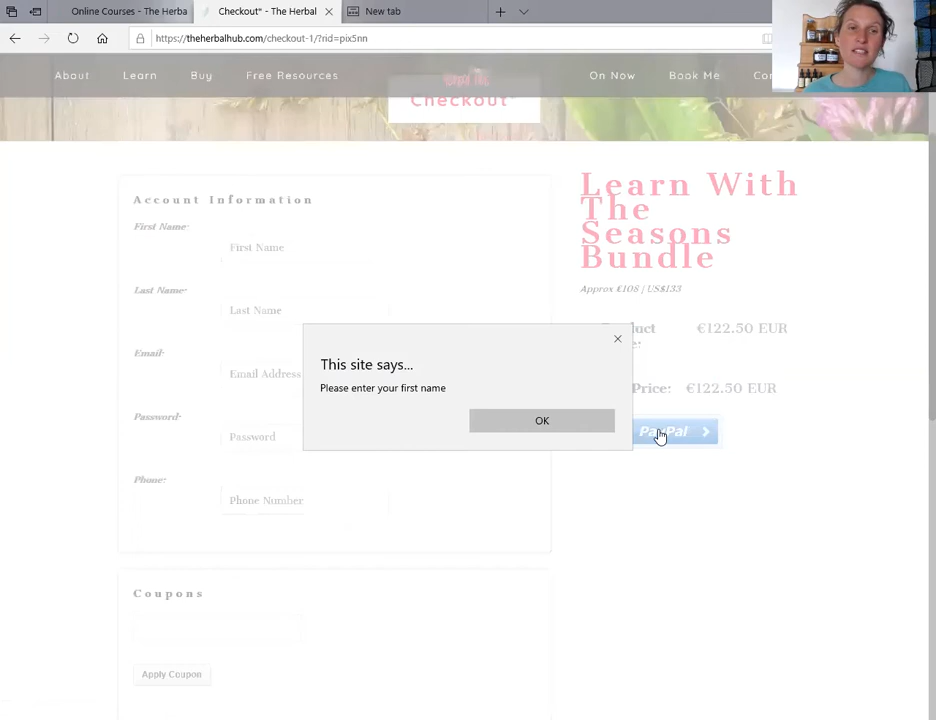 Online Courses - The Herba
Checkout* - The Herbal
New tab
https://theherbalhub.com/checkout-1/?rid=pix5nn
About
Learn
Buy
Free Resources
On Now
Book Me
Con
Checkout*
Account Information
First Name:
First Name
Last Name:
Last Name
Email:
Email Address
Password:
Password
Phone:
Phone Number
Coupons
Apply Coupon
Learn With
The
Seasons
Bundle
Approx €108 | US$133
€122.50 EUR
Price: €122.50 EUR
PayPal
This site says...
Please enter your first name
OK